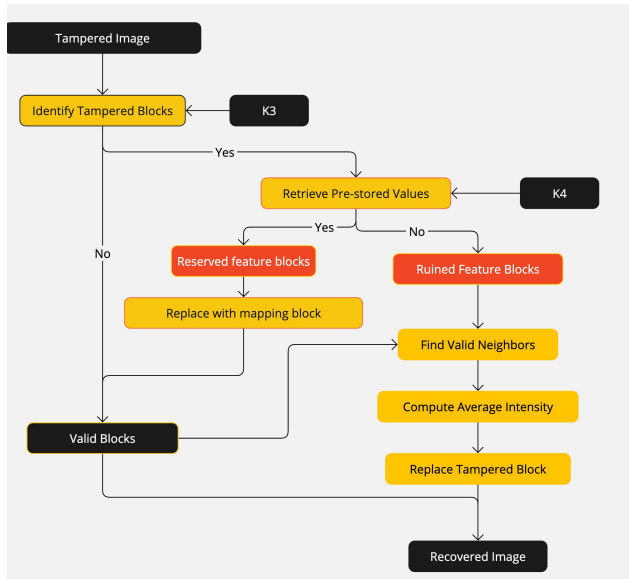 Tampered Image
Identify Tampered Blocks
K3
Yes
Retrieve Pre-stored Values
K4
Yes
No
No
Reserved feature blocks
Ruined Feature Blocks
Replace with mapping block
Find Valid Neighbors
Compute Average Intensity
Valid Blocks
Replace Tampered Block
Recovered Image